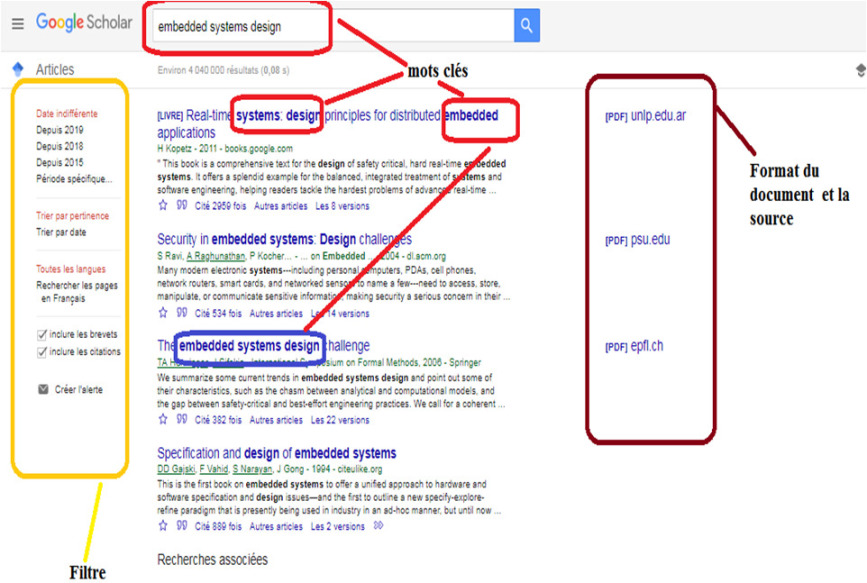 Google Scholar
embedded systems design
Articles
Environ 4 040 000 résultats (0,08 s)
mots clés
Date indifférente
Depuis 2019
Depuis 2018
Depuis 2015
Période spécifique...
Trier par pertinence
Trier par date
Toutes les langues
Rechercher les pages
en Français
inclure les brevets
inclure les citations
Créer l'alerte
Filtre
[LIVRE] Real-time systems: design principles for distributed embedded
applications
H Kopetz - 2011 - books.google.com
" This book is a comprehensive text for the design of safety critical, hard real-time embedded
systems. It offers a splendid example for the balanced, integrated treatment of systems and
software engineering, helping readers tackle the hardest problems of advanced real-time ...
Cité 2959 fois Autres articles Les 8 versions
[PDF] unlp.edu.ar
Security in embedded systems: Design challenges
S Ravi, A Raghunathan, P Kocher... - ... on Embedded ... 2004 - dl.acm.org
Many modern electronic systems---including personal computers, PDAs, cell phones,
network routers, smart cards, and networked sensors to name a few---need to access, store,
manipulate, or communicate sensitive information, making security a serious concern in their ...
Cité 534 fois Autres articles Les 14 versions
[PDF] psu.edu
The embedded systems design challenge
TA International Symposium on Formal Methods, 2006 - Springer
We summarize some current trends in embedded systems design and point out some of
their characteristics, such as the chasm between analytical and computational models, and
the gap between safety-critical and best-effort engineering practices. We call for a coherent ...
Cité 382 fois Autres articles Les 22 versions
[PDF] epfl.ch
Specification and design of embedded systems
DD Gajski, F Vahid, S Narayan, J Gong - 1994 - citeulike.org
This is the first book on embedded systems to offer a unified approach to hardware and
software specification and design issues—and the first to outline a new specify-explore-
refine paradigm that is presently being used in industry in an ad-hoc manner, but until now ...
Cité 889 fois Autres articles Les 2 versions
Recherches associées
Format du
document et la
source